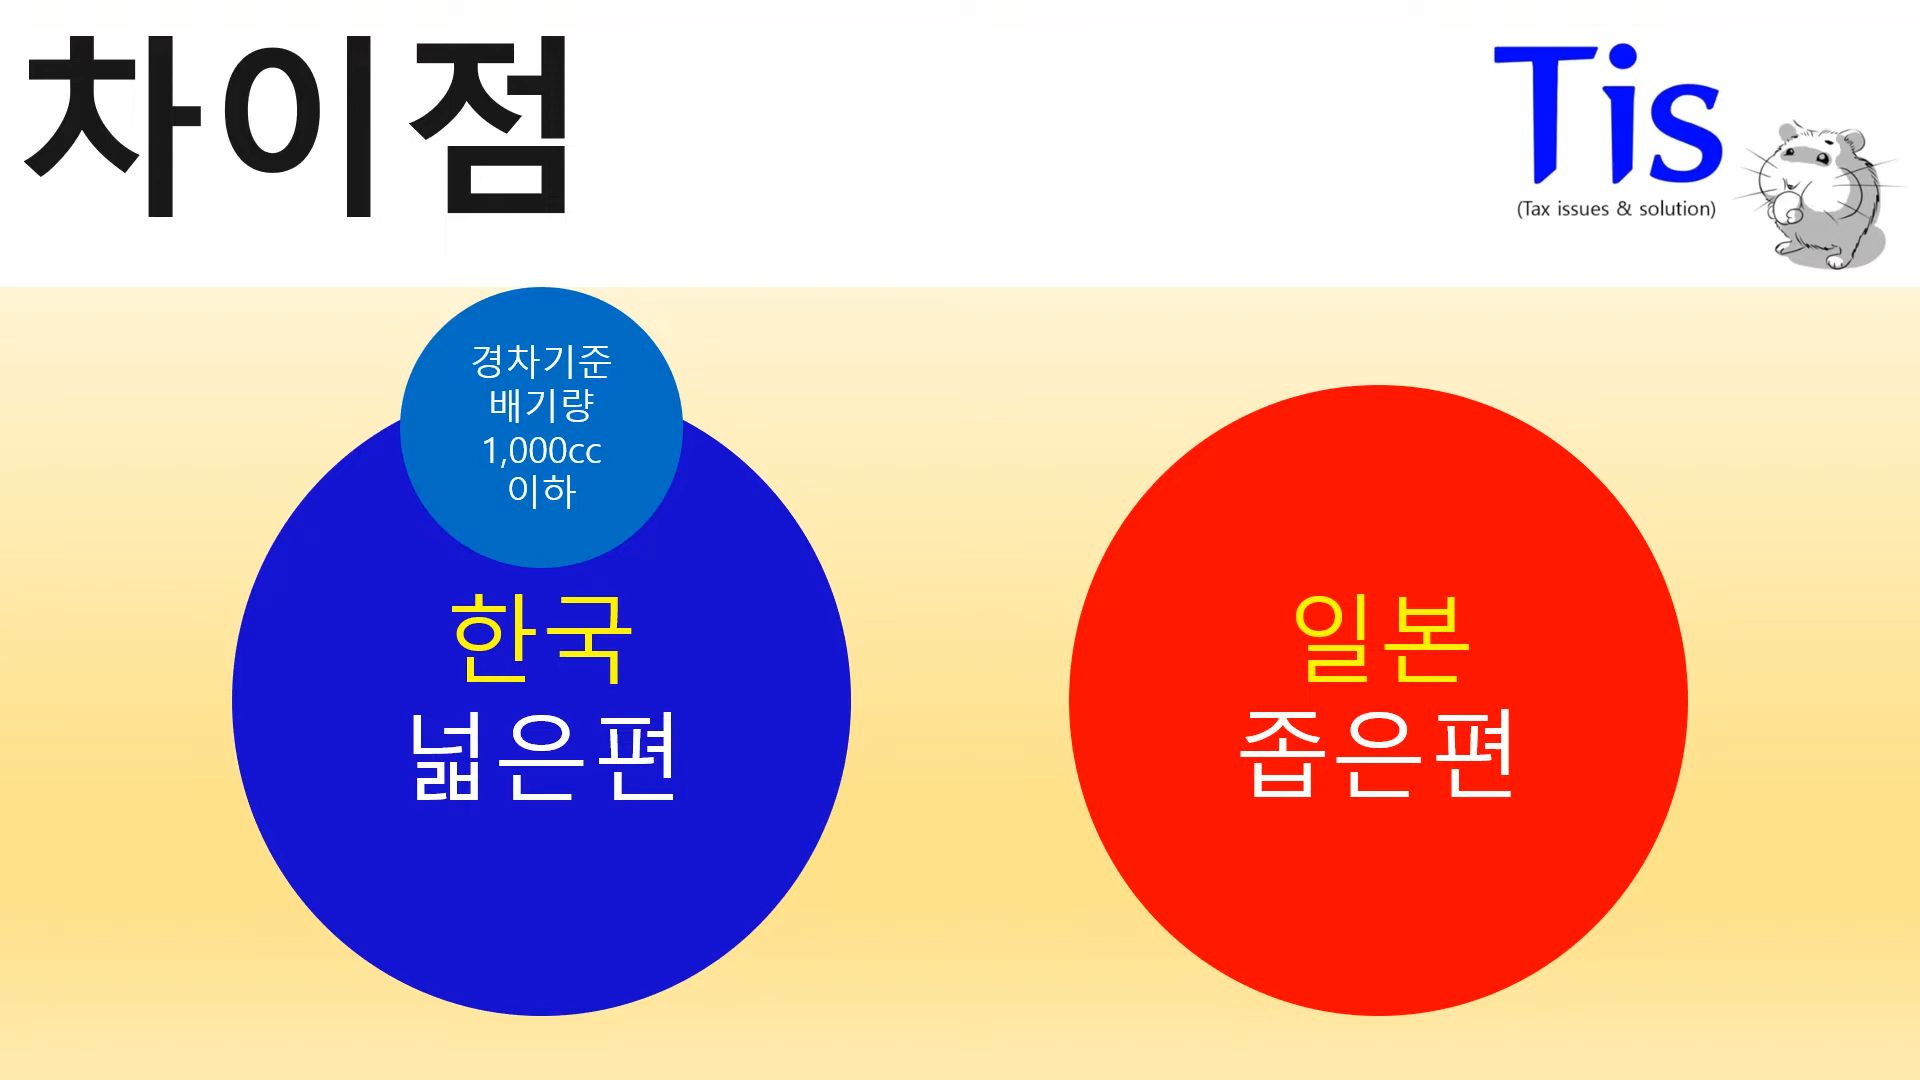 차이점
Tis
(Tax issues & solution)
경차기준
배기량
1,000cc
이하
한국
넓은편
일본
좁은편